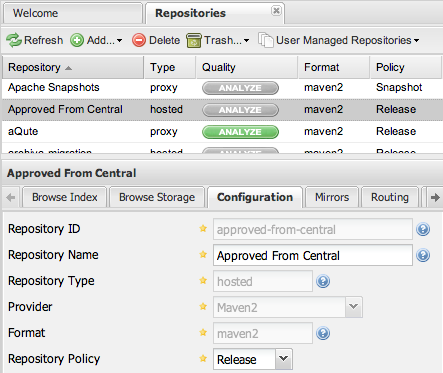 Welcome Repositories
Refresh Add... Delete Trash... User Managed Repositories
Repository Type Quality Format Policy
Apache Snapshots proxy ANALYZE maven2 Snapshot
Approved From Central hosted ANALYZE maven2 Release
aQute proxy ANALYZE maven2 Release
archive-migration hosted ANALYZE maven2 Release
Approved From Central
Browse Index Browse Storage Configuration Mirrors Routing
Repository ID approved-from-central
Repository Name Approved From Central
Repository Type hosted
Provider Maven2
Format maven2
Repository Policy Release